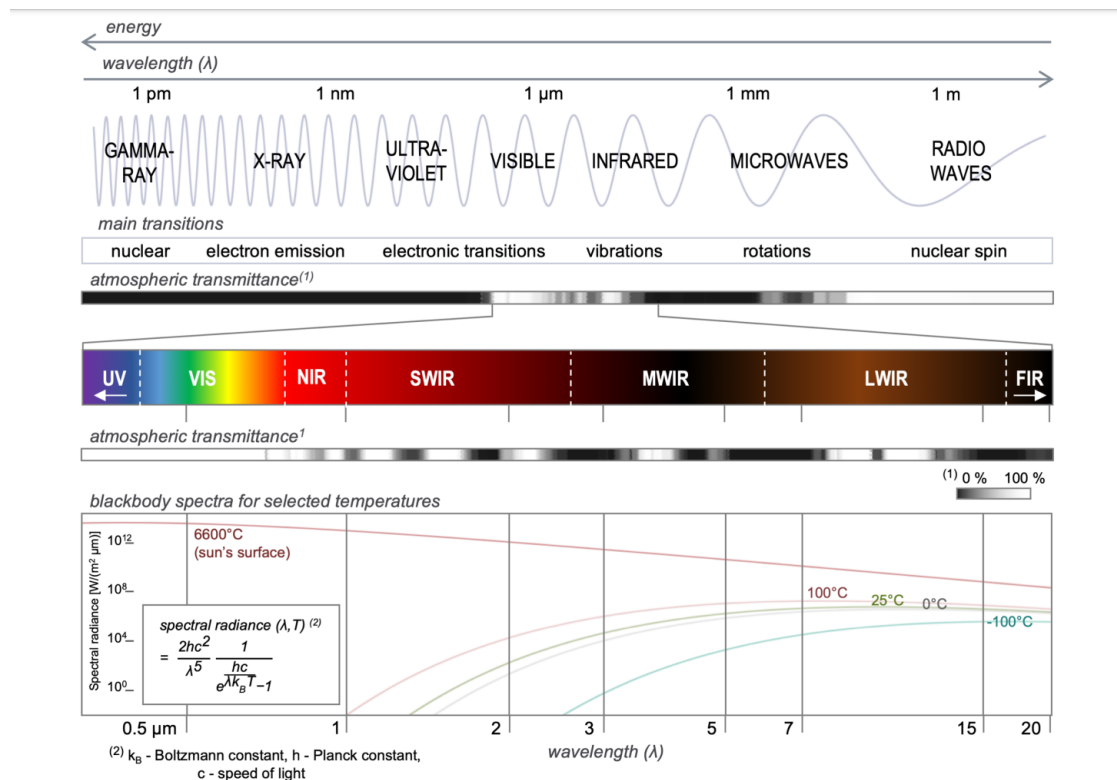 energy
wavelength (λ)
1 pm 1 nm 1 µm 1 mm 1 m
GAMMA-
RAY
X-RAY
ULTRA-
VIOLET
VISIBLE
INFRARED
MICROWAVES
RADIO
WAVES
main transitions
nuclear electron emission electronic transitions vibrations rotations nuclear spin
atmospheric transmittance(1)
UV VIS NIR SWIR MWIR LWIR FIR
atmospheric transmittance1
(1) 0 % 100 %
blackbody spectra for selected temperatures
Spectral radiance [W/(m² µm)]
10¹²
10⁸
10⁴
10⁰
6600°C
(sun's surface)
100°C
25°C
0°C
-100°C
spectral radiance (λ,T) (2)
= 2hc² / λ⁵ 1 / e^(hc/λk_BT) -1
0.5 µm 1 2 3 5 7 15 20
wavelength (λ)
(2) k_B - Boltzmann constant, h - Planck constant,
c - speed of light